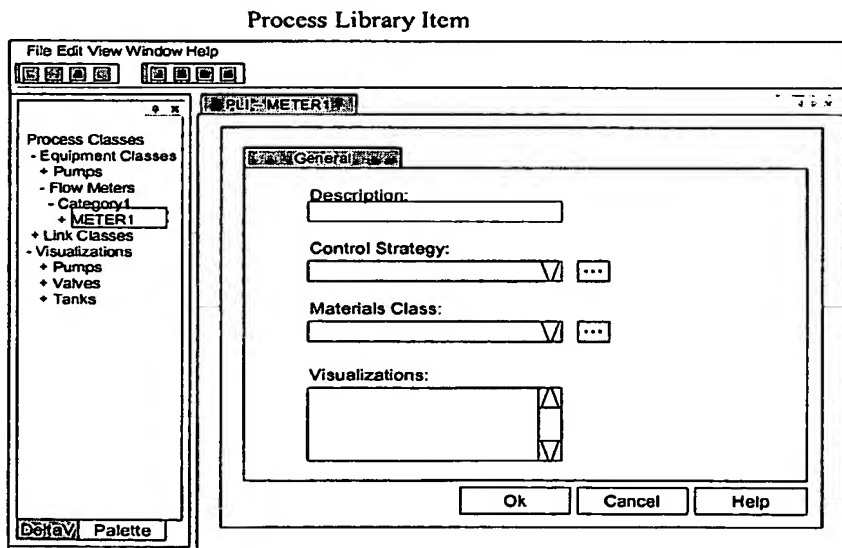 Process Library Item
File Edit View Window Help
PLI - METER1
Process Classes
- Equipment Classes
+ Pumps
- Flow Meters
- Category1
+ METER1
+ Link Classes
- Visualizations
+ Pumps
+ Valves
+ Tanks
DeltaV Palette
General
Description:
Control Strategy:
...
Materials Class:
...
Visualizations:
Ok Cancel Help